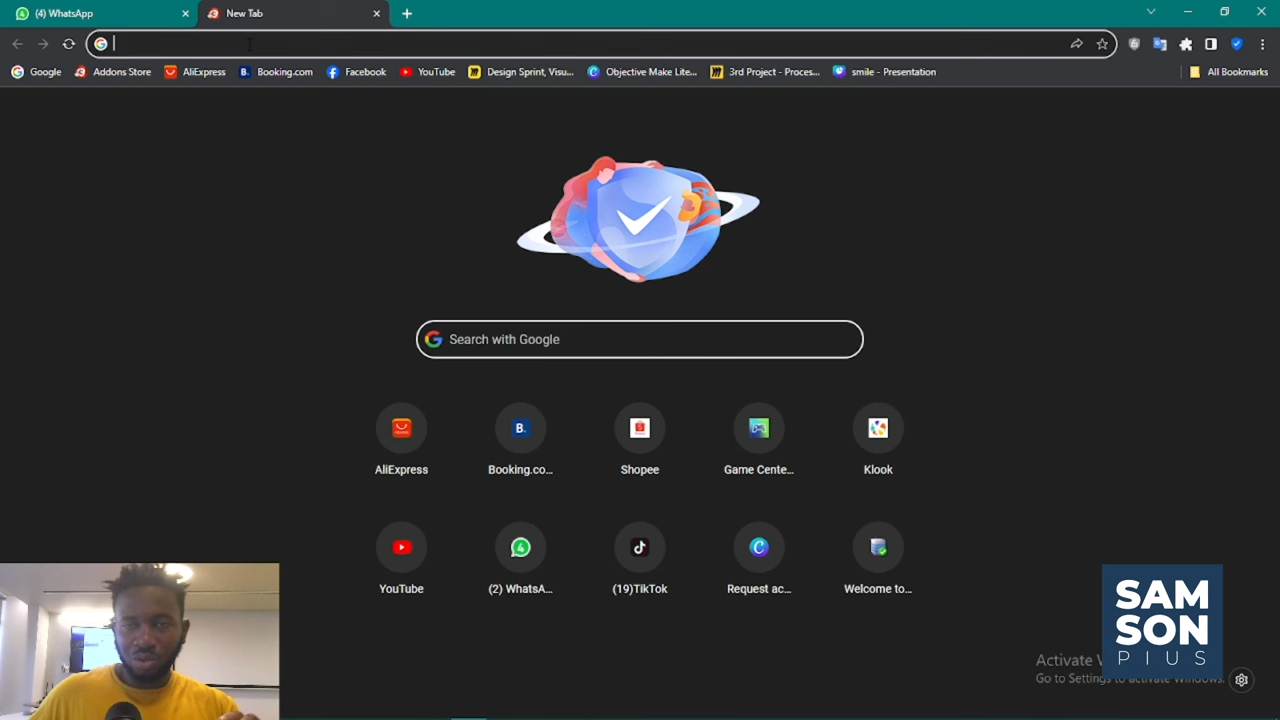 (4) WhatsApp
New Tab
Google
Addons Store
AliExpress
Booking.com
Facebook
YouTube
Design Sprint, Visu...
Objective Make Lite...
3rd Project - Proces...
smile - Presentation
All Bookmarks
Search with Google
AliExpress
Booking.co...
Shopee
Game Cente...
Klook
YouTube
(2) WhatsA...
(19)TikTok
Request ac...
Welcome to...
SAM
SON
PIUS
Activate
Go to Settings to activate Windows.